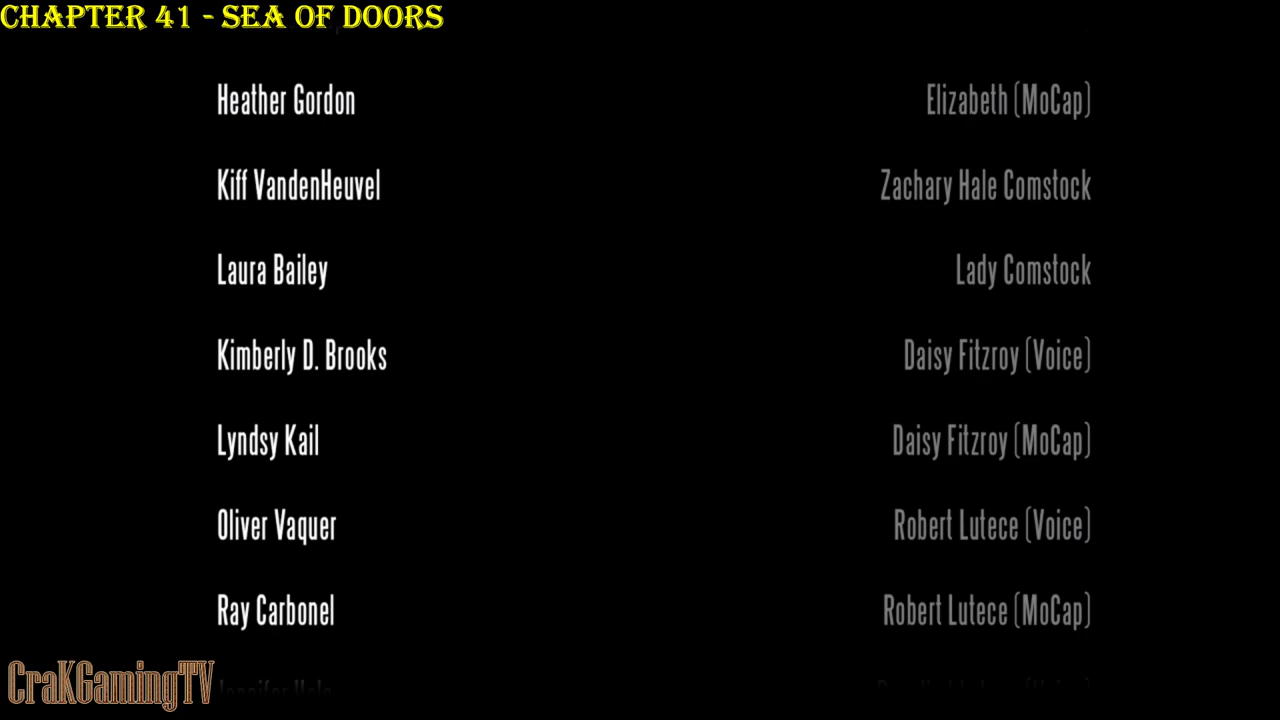 CHAPTER 41 - SEA OF DOORS
Heather Gordon Elizabeth (MoCap)
Kiff VandenHeuvel Zachary Hale Comstock
Laura Bailey Lady Comstock
Kimberly D. Brooks Daisy Fitzroy (Voice)
Lyndsy Kail Daisy Fitzroy (MoCap)
Oliver Vaquer Robert Lutece (Voice)
Ray Carbonel Robert Lutece (MoCap)
CraKGamingTV